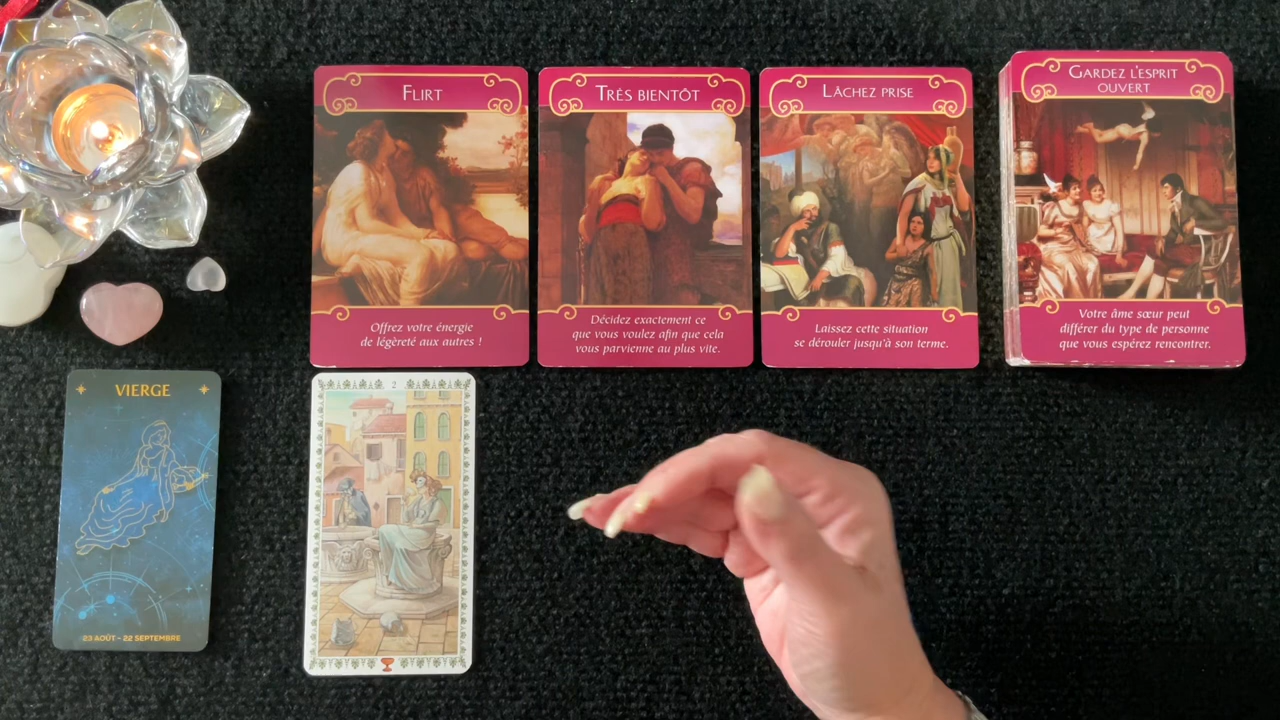 FLIRT
Offrez votre énergie
de légèreté aux autres !
TRÈS BIENTÔT
Décidez exactement ce
que vous voulez afin que cela
vous parvienne au plus vite.
LÂCHEZ PRISE
Laissez cette situation
se dérouler jusqu'à son terme.
GARDEZ L'ESPRIT
OUVERT
Votre âme sœur peut
différer du type de personne
que vous espérez rencontrer.
VIERGE
23 AOÛT - 22 SEPTEMBRE
2